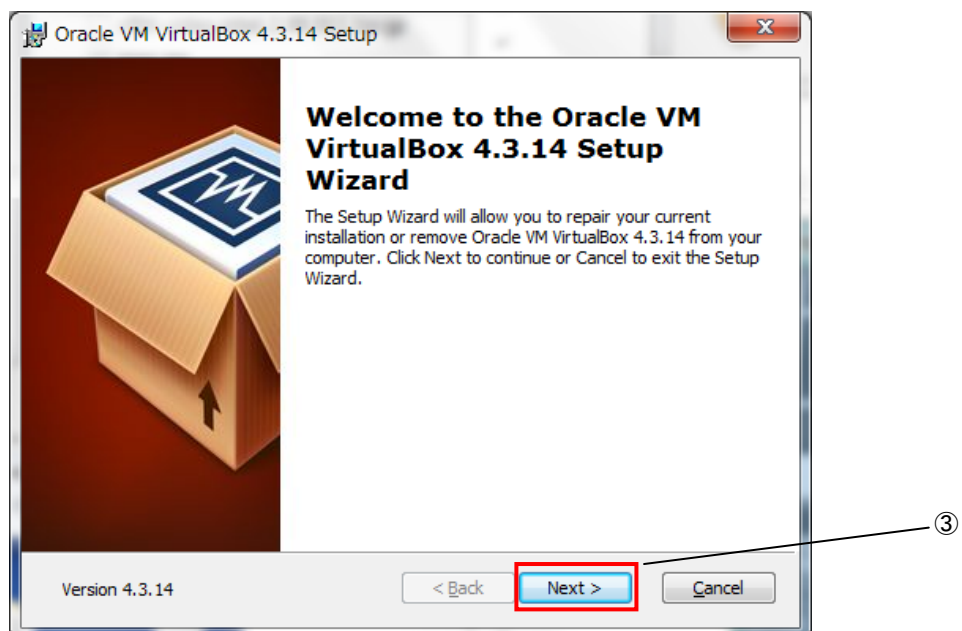 Oracle VM VirtualBox 4.3.14 Setup
Welcome to the Oracle VM
VirtualBox 4.3.14 Setup
Wizard
The Setup Wizard will allow you to repair your current
installation or remove Oracle VM VirtualBox 4.3.14 from your
computer. Click Next to continue or Cancel to exit the Setup
Wizard.
③
Version 4.3.14
< Back
Next >
Cancel